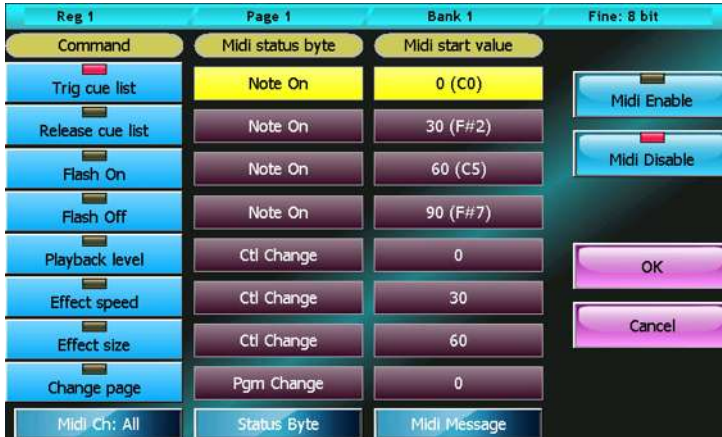 Reg 1 Page 1 Bank 1 Fine: 8 bit
Command Midi status byte Midi start value
Trig cue list Note On 0 (C0)
Midi Enable
Release cue list Note On 30 (F#2)
Midi Disable
Flash On Note On 60 (C5)
Flash Off Note On 90 (F#7)
Playback level Ctl Change 0
OK
Effect speed Ctl Change 30
Cancel
Effect size Ctl Change 60
Change page Pgm Change 0
Midi Ch: All Status Byte Midi Message